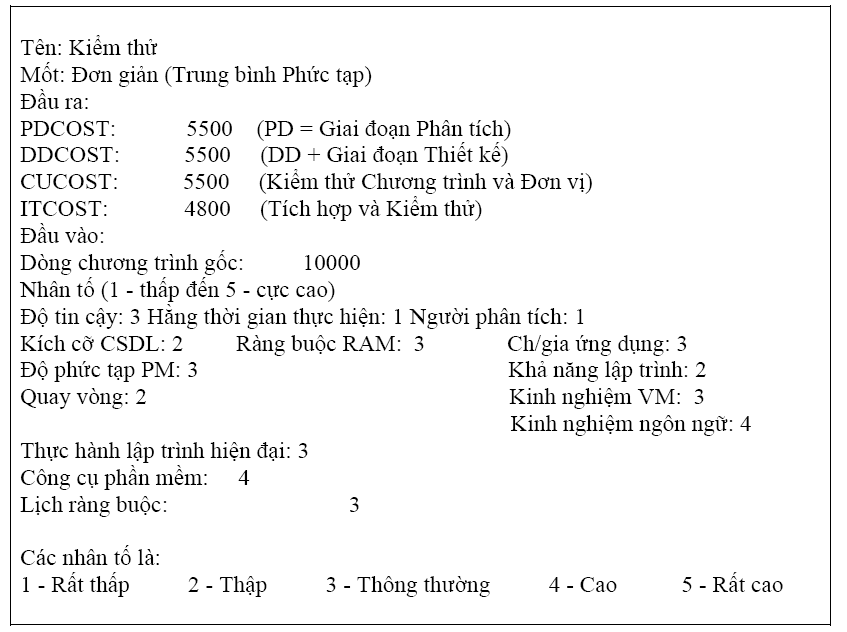 Tên: Kiểm thử
Mốt: Đơn giản (Trung bình Phức tạp)
Đầu ra:
PDCOST: 5500 (PD = Giai đoạn Phân tích)
DDCOST: 5500 (DD + Giai đoạn Thiết kế)
CUCOST: 5500 (Kiểm thử Chương trình và Đơn vị)
ITCOST: 4800 (Tích hợp và Kiểm thử)
Đầu vào:
Dòng chương trình gốc: 10000
Nhân tố (1 - thấp đến 5 - cực cao)
Độ tin cậy: 3 Hằng thời gian thực hiện: 1 Người phân tích: 1
Kích cỡ CSDL: 2 Ràng buộc RAM: 3 Ch/gia ứng dụng: 3
Độ phức tạp PM: 3 Khả năng lập trình: 2
Quay vòng: 2 Kinh nghiệm VM: 3
Kinh nghiệm ngôn ngữ: 4
Thực hành lập trình hiện đại: 3
Công cụ phần mềm: 4
Lịch ràng buộc: 3
Các nhân tố là:
1 - Rất thấp 2 - Thập 3 - Thông thường 4 - Cao 5 - Rất cao